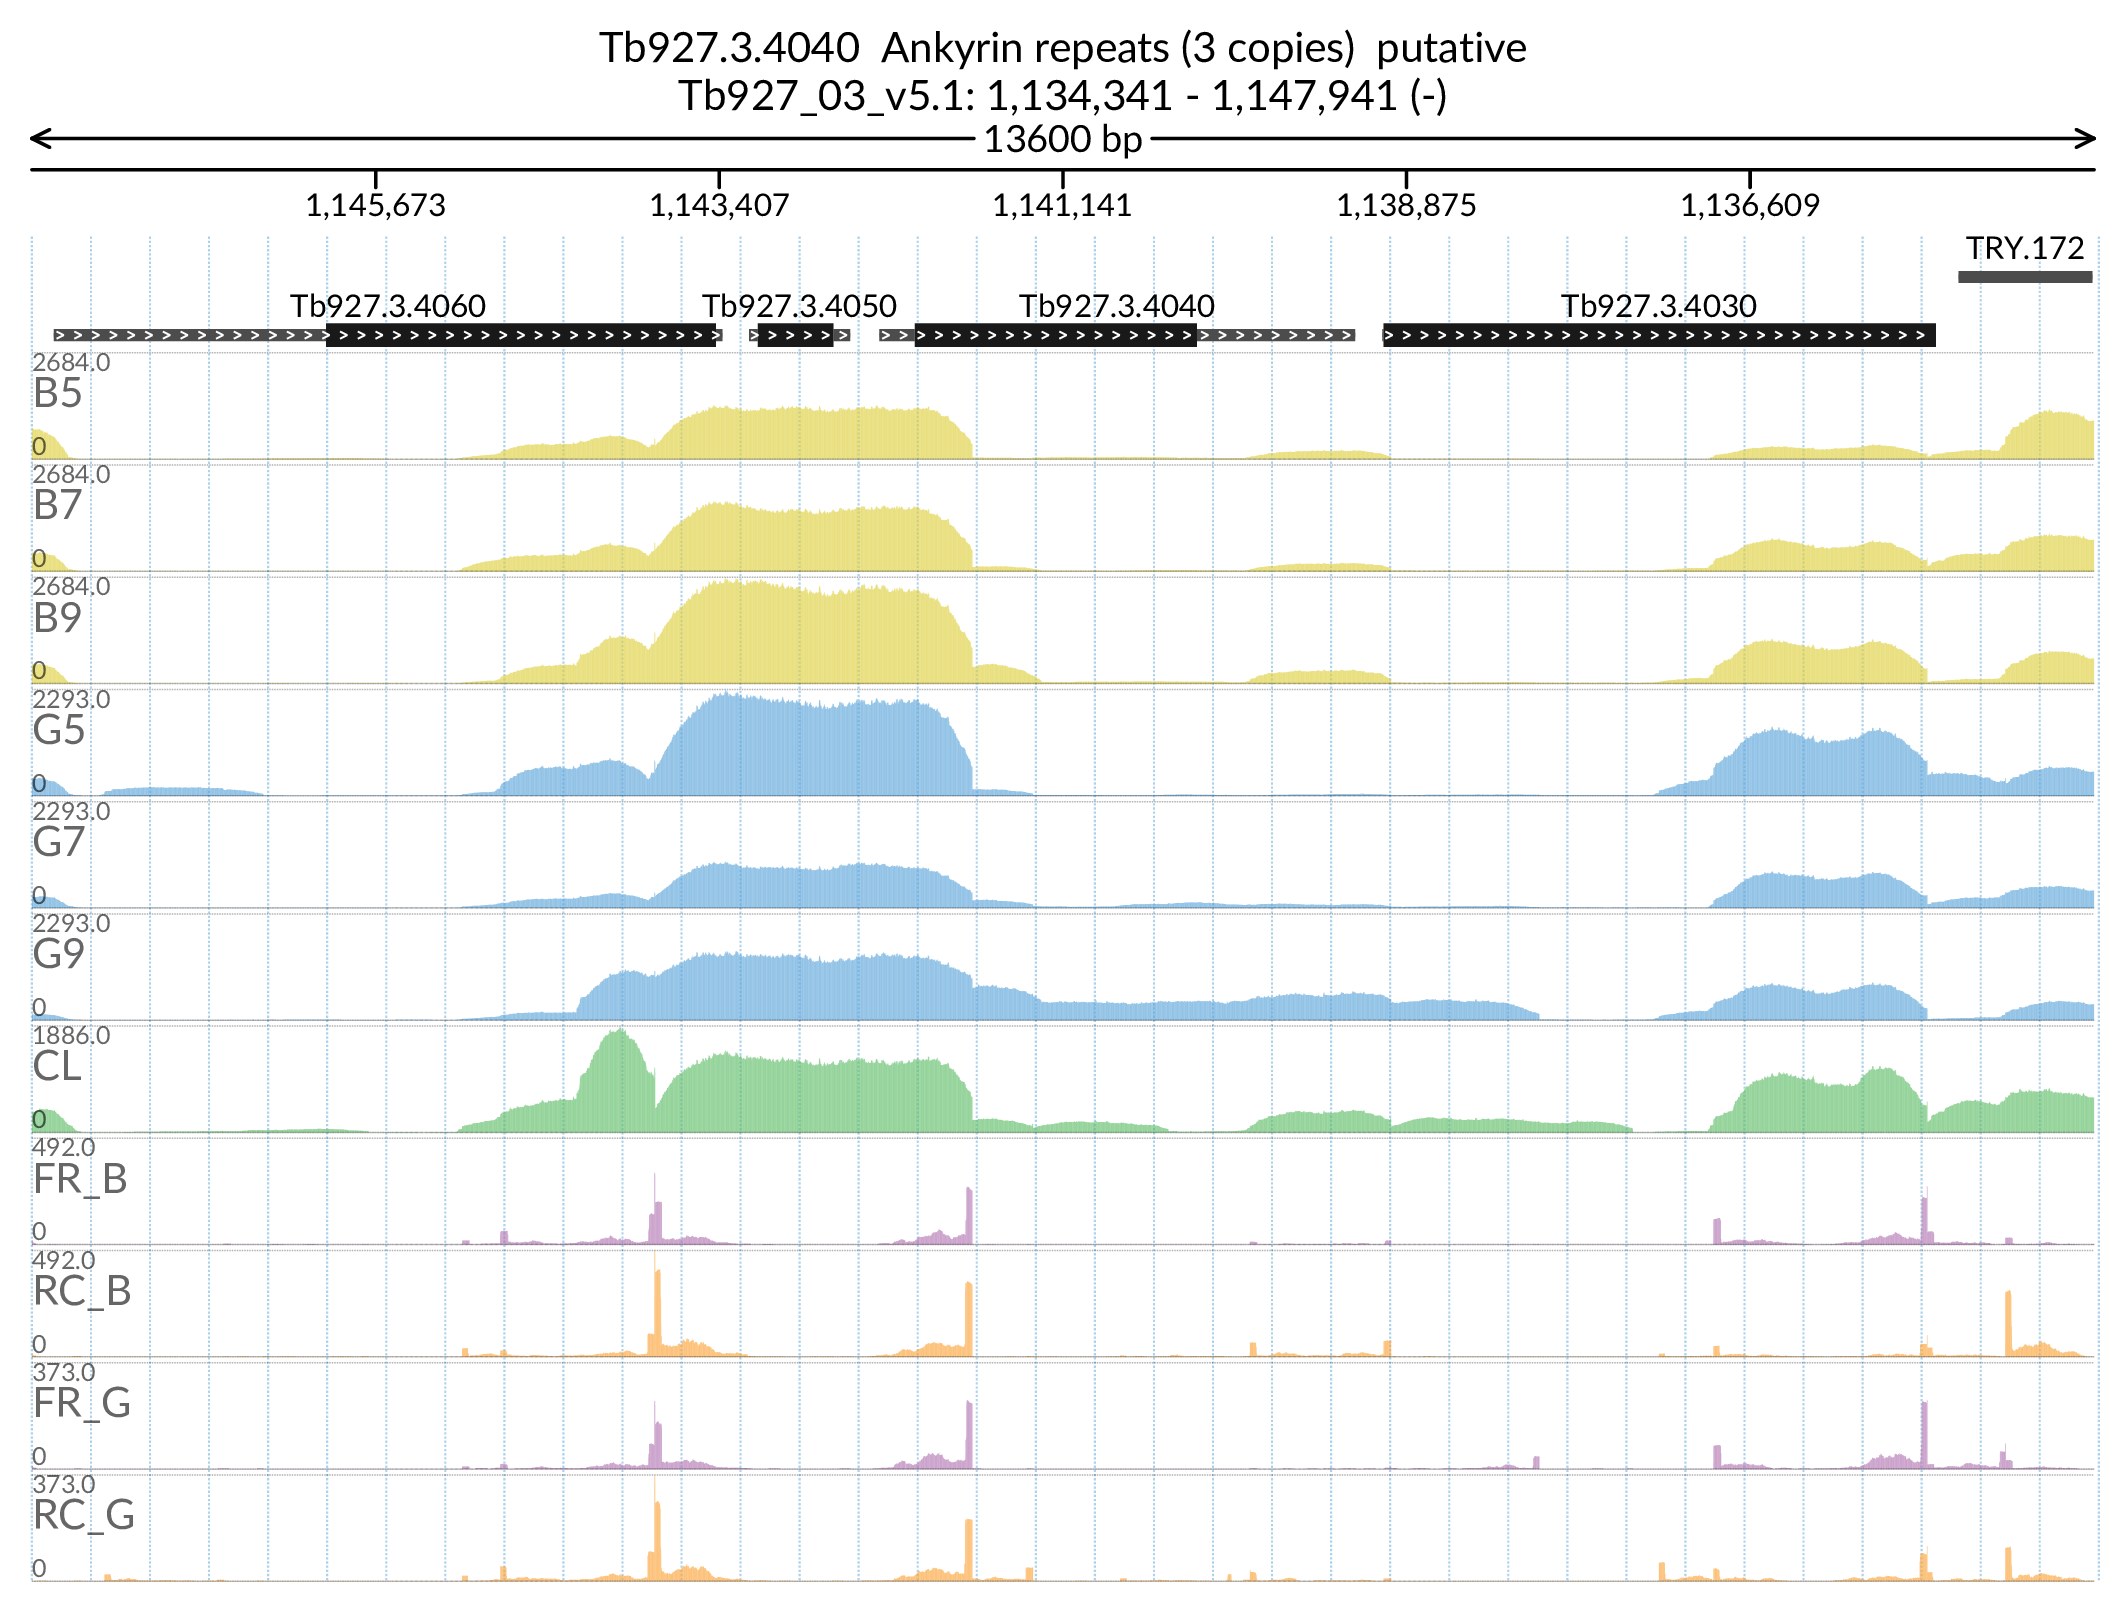 Tb927.3.4040 Ankyrin repeats (3 copies) putative
Tb927_03_v5.1: 1,134,341 - 1,147,941 (-)
13600 bp
1,145,673 1,143,407 1,141,141 1,138,875 1,136,609
TRY.172
Tb927.3.4060 Tb927.3.4050 Tb927.3.4040 Tb927.3.4030
2684.0
B5
0
2684.0
B7
0
2684.0
B9
0
2293.0
G5
0
2293.0
G7
0
2293.0
G9
0
1886.0
CL
0
492.0
FR_B
0
492.0
RC_B
0
373.0
FR_G
0
373.0
RC_G
0